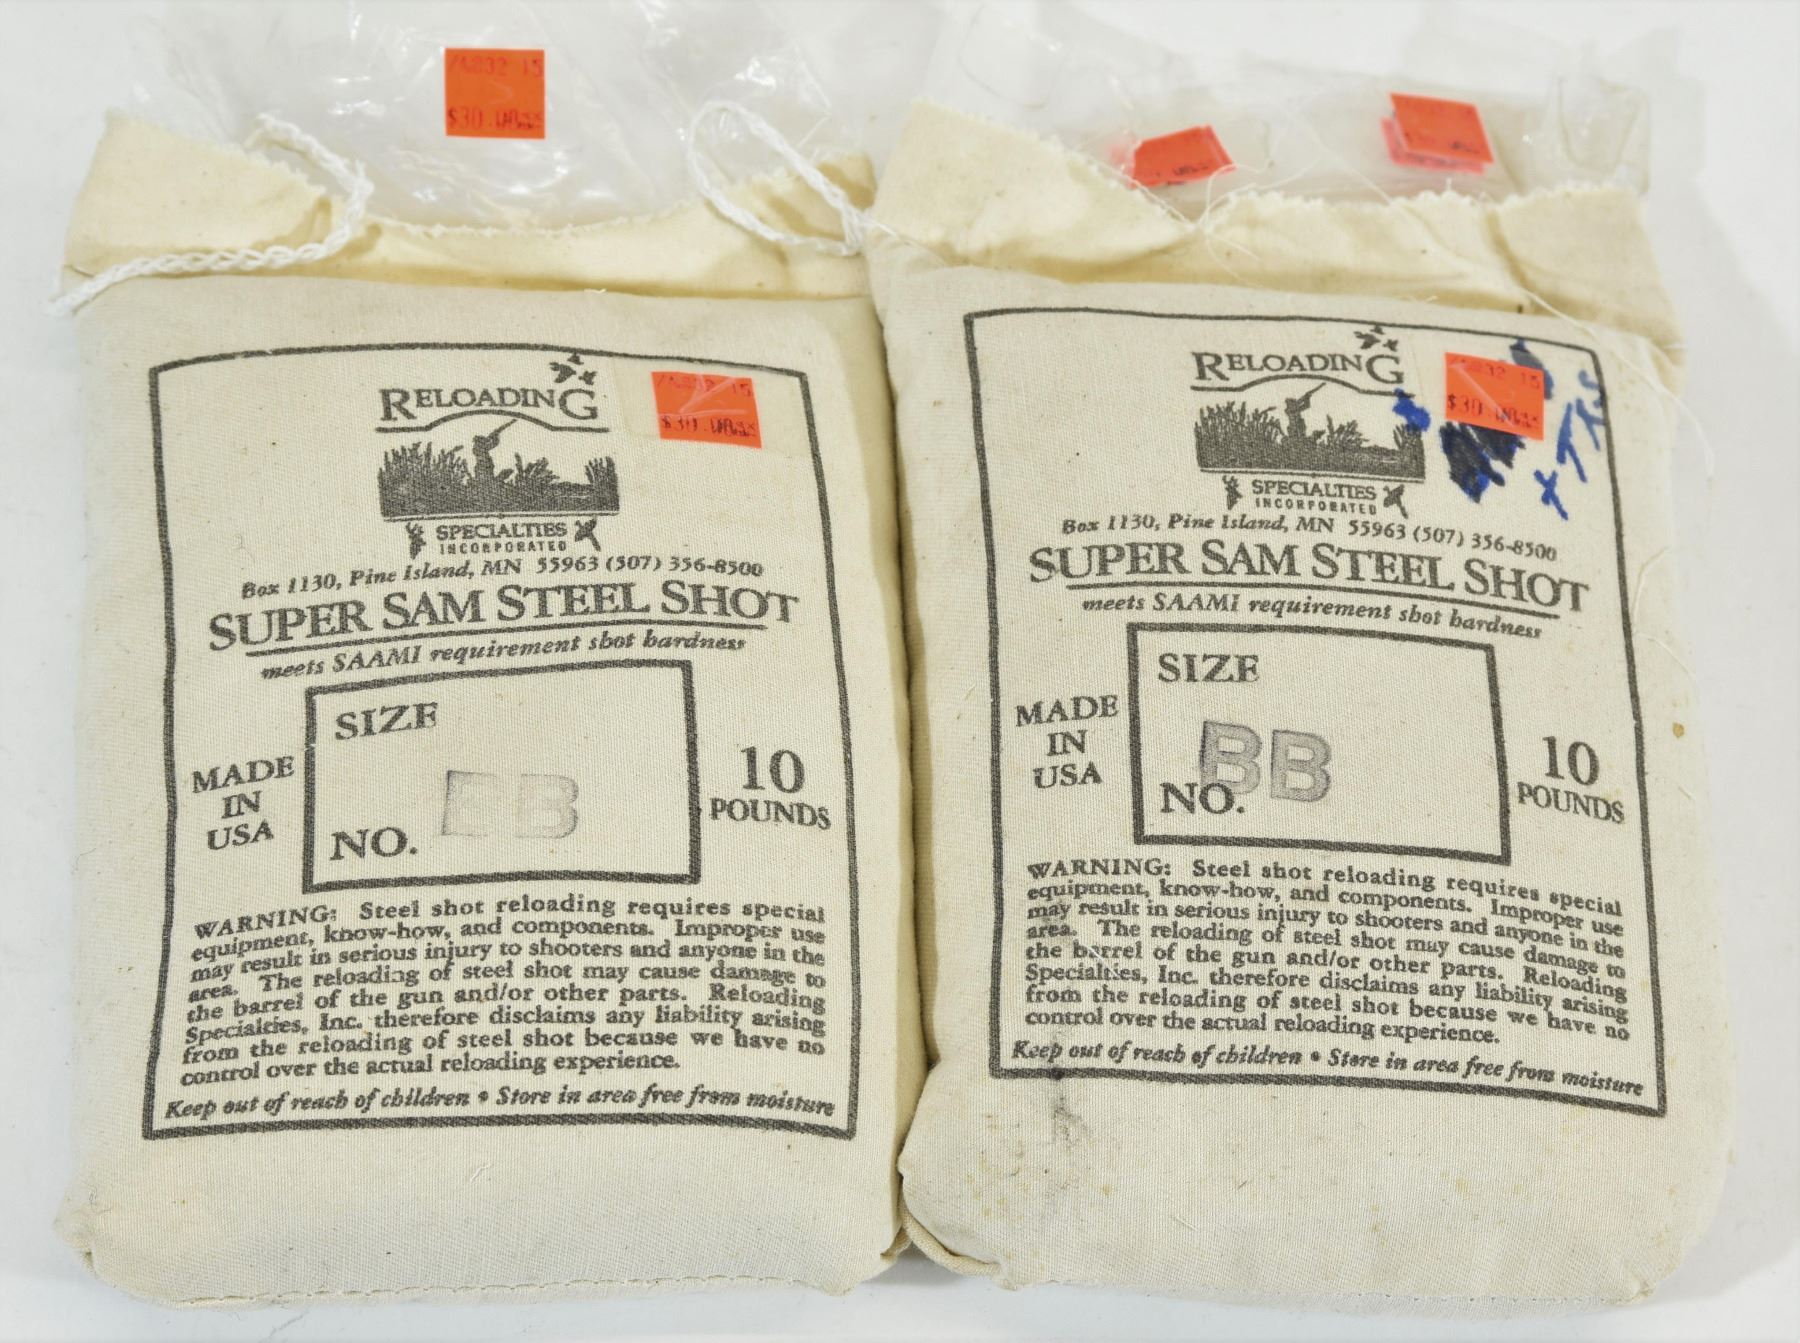 $30.
RELOADING
SPECIALTIES
INCORPORATED
Box 1130, Pine Island, MN 55963 (507) 356-8500
SUPER SAM STEEL SHOT
meets SAAMI requirement shot hardness
SIZE
BB
NO.
MADE
IN
USA
10
POUNDS
WARNING: Steel shot reloading requires special
equipment, know-how, and components. Improper use
may result in serious injury to shooters and anyone in the
area. The reloading of steel shot may cause damage to
the barrel of the gun and/or other parts. Reloading
Specialties, Inc. therefore disclaims any liability arising
from the reloading of steel shot because we have no
control over the actual reloading experience.
Keep out of reach of children • Store in area free from moisture
$30.
RELOADING
$30.
SPECIALTIES
INCORPORATED
Box 1130, Pine Island, MN 55963 (507) 356-8500
SUPER SAM STEEL SHOT
meets SAAMI requirement shot hardness
SIZE
BB
NO.
MADE
IN
USA
10
POUNDS
WARNING: Steel shot reloading requires special
equipment, know-how, and components. Improper use
may result in serious injury to shooters and anyone in the
area. The reloading of steel shot may cause damage to
the barrel of the gun and/or other parts. Reloading
Specialties, Inc. therefore disclaims any liability arising
from the reloading of steel shot because we have no
control over the actual reloading experience.
Keep out of reach of children • Store in area free from moisture